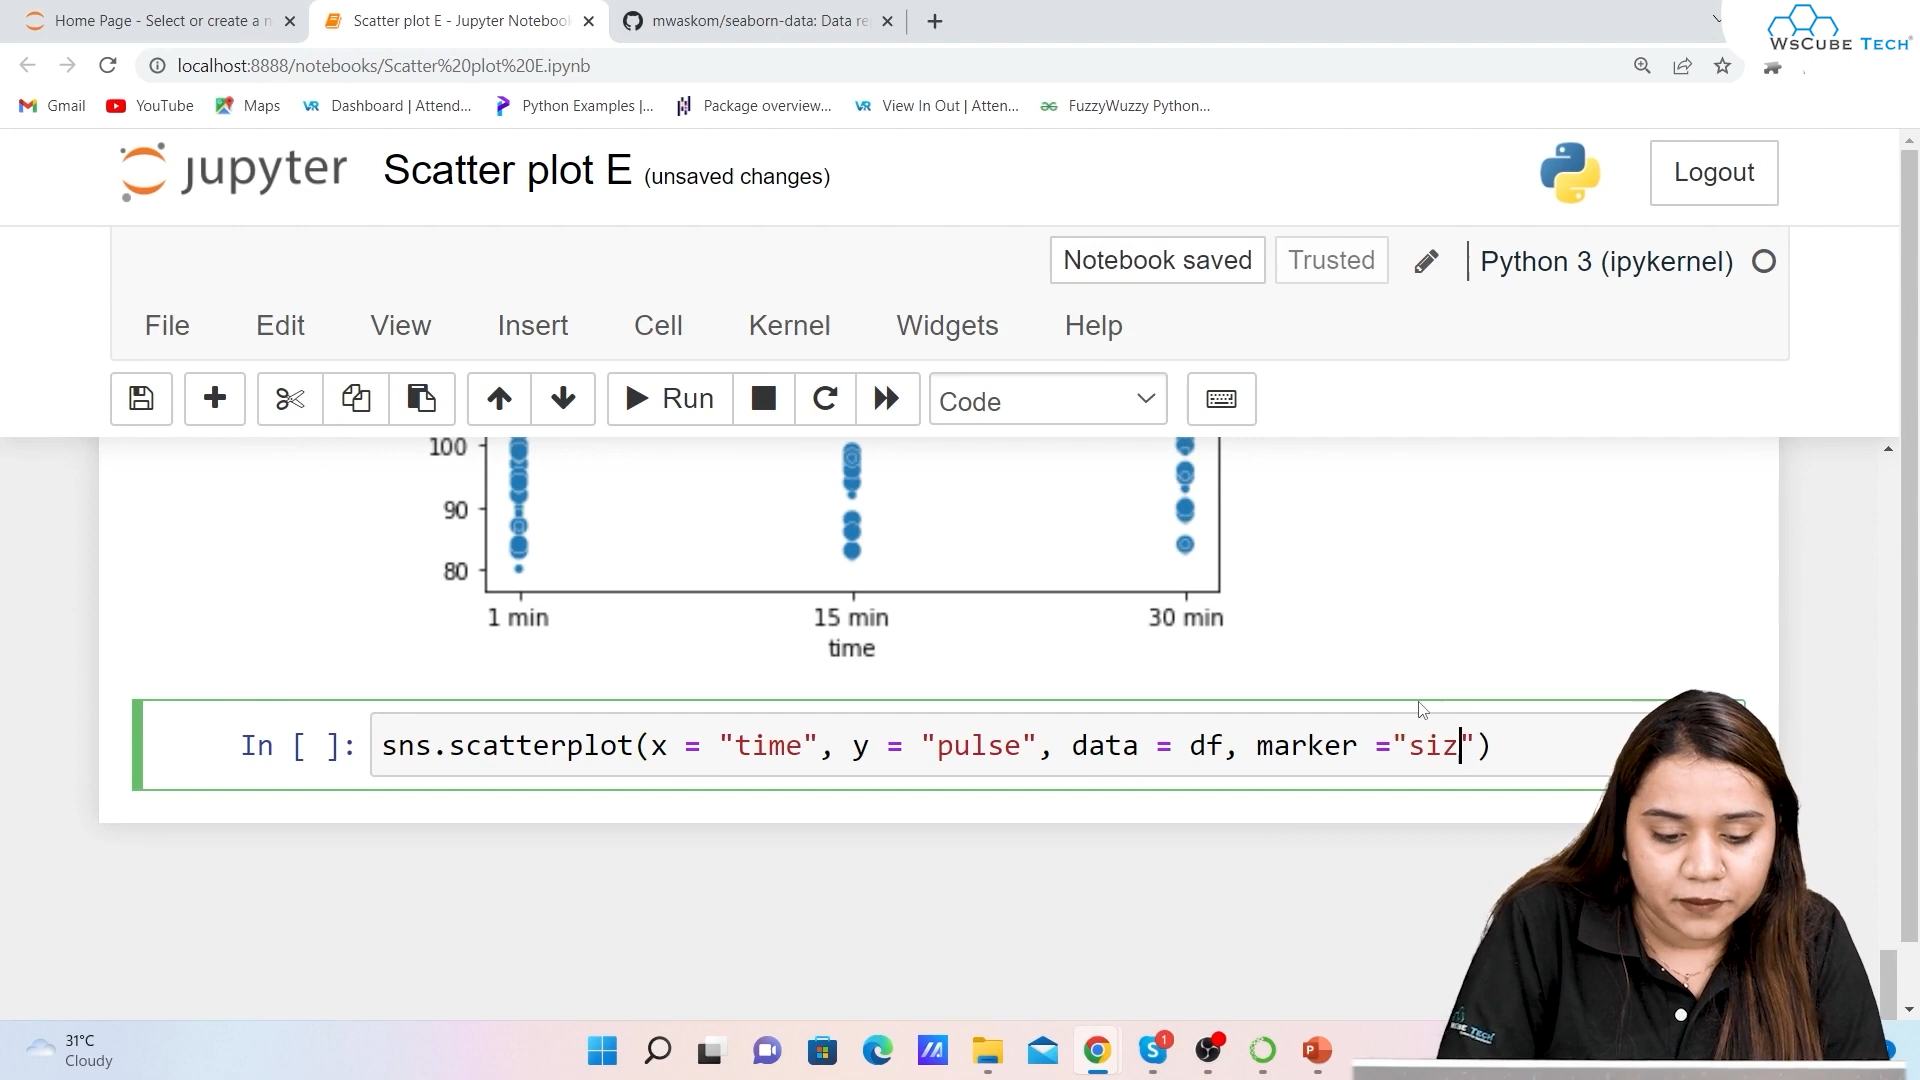 Home Page - Select or create a n
Scatter plot E - Jupyter Notebook
mwaskom/seaborn-data: Data re
WsCube Tech
localhost:8888/notebooks/Scatter%20plot%20E.ipynb
Gmail YouTube Maps Dashboard | Attend... Python Examples |... Package overview... View In Out | Atten... FuzzyWuzzy Python...
jupyter Scatter plot E (unsaved changes) Logout
Notebook saved Trusted Python 3 (ipykernel)
File Edit View Insert Cell Kernel Widgets Help
Run Code
100
90
80
1 min 15 min 30 min
time
In [ ]: sns.scatterplot(x = "time", y = "pulse", data = df, marker ="siz")
31°C
Cloudy
1